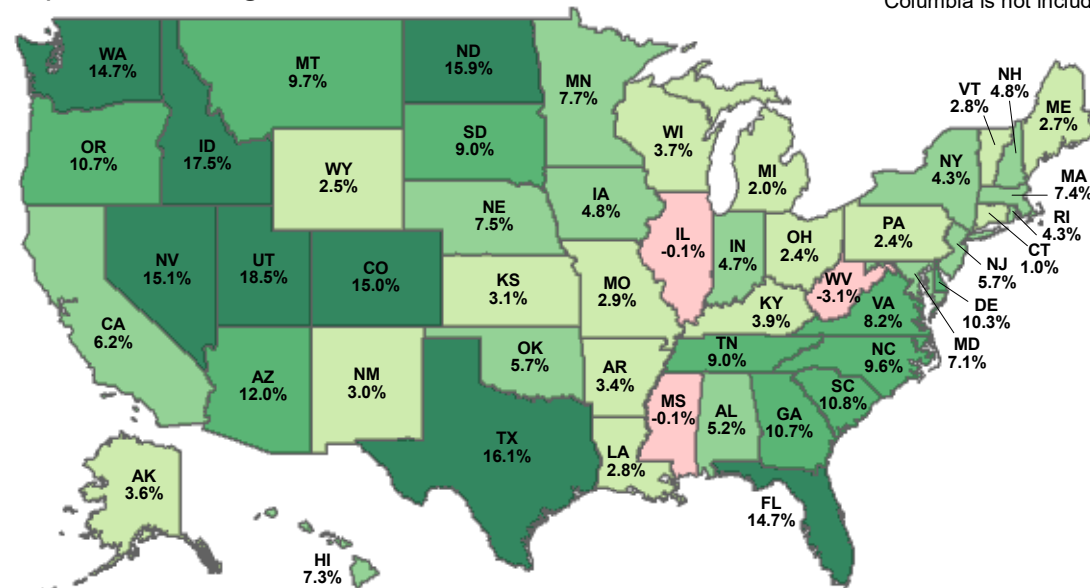 Columbia is not inclu
WA
14.7%
MT
9.7%
ND
15.9%
MN
7.7%
OR
10.7%
ID
17.5%
WY
2.5%
SD
9.0%
WI
3.7%
MI
2.0%
VT
2.8%
NH
4.8%
ME
2.7%
NY
4.3%
MA
7.4%
RI
4.3%
CT
1.0%
NV
15.1%
UT
18.5%
CO
15.0%
NE
7.5%
IA
4.8%
IL
-0.1%
IN
4.7%
OH
2.4%
PA
2.4%
NJ
5.7%
DE
10.3%
MD
7.1%
CA
6.2%
KS
3.1%
MO
2.9%
KY
3.9%
WV
-3.1%
VA
8.2%
AZ
12.0%
NM
3.0%
OK
5.7%
AR
3.4%
TN
9.0%
NC
9.6%
SC
10.8%
TX
16.1%
LA
2.8%
MS
-0.1%
AL
5.2%
GA
10.7%
FL
14.7%
AK
3.6%
HI
7.3%